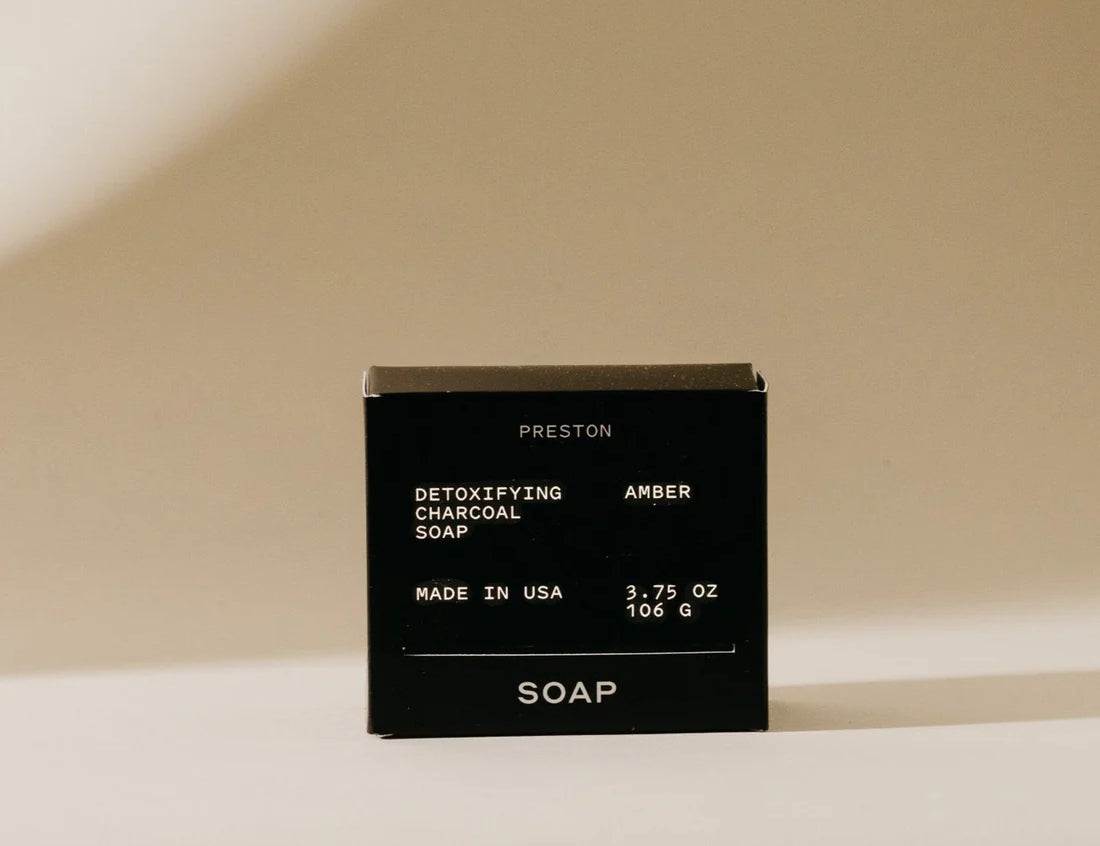 PRESTON
DETOXIFYING
CHARCOAL
SOAP
AMBER
MADE IN USA
3.75 OZ
106 G
SOAP